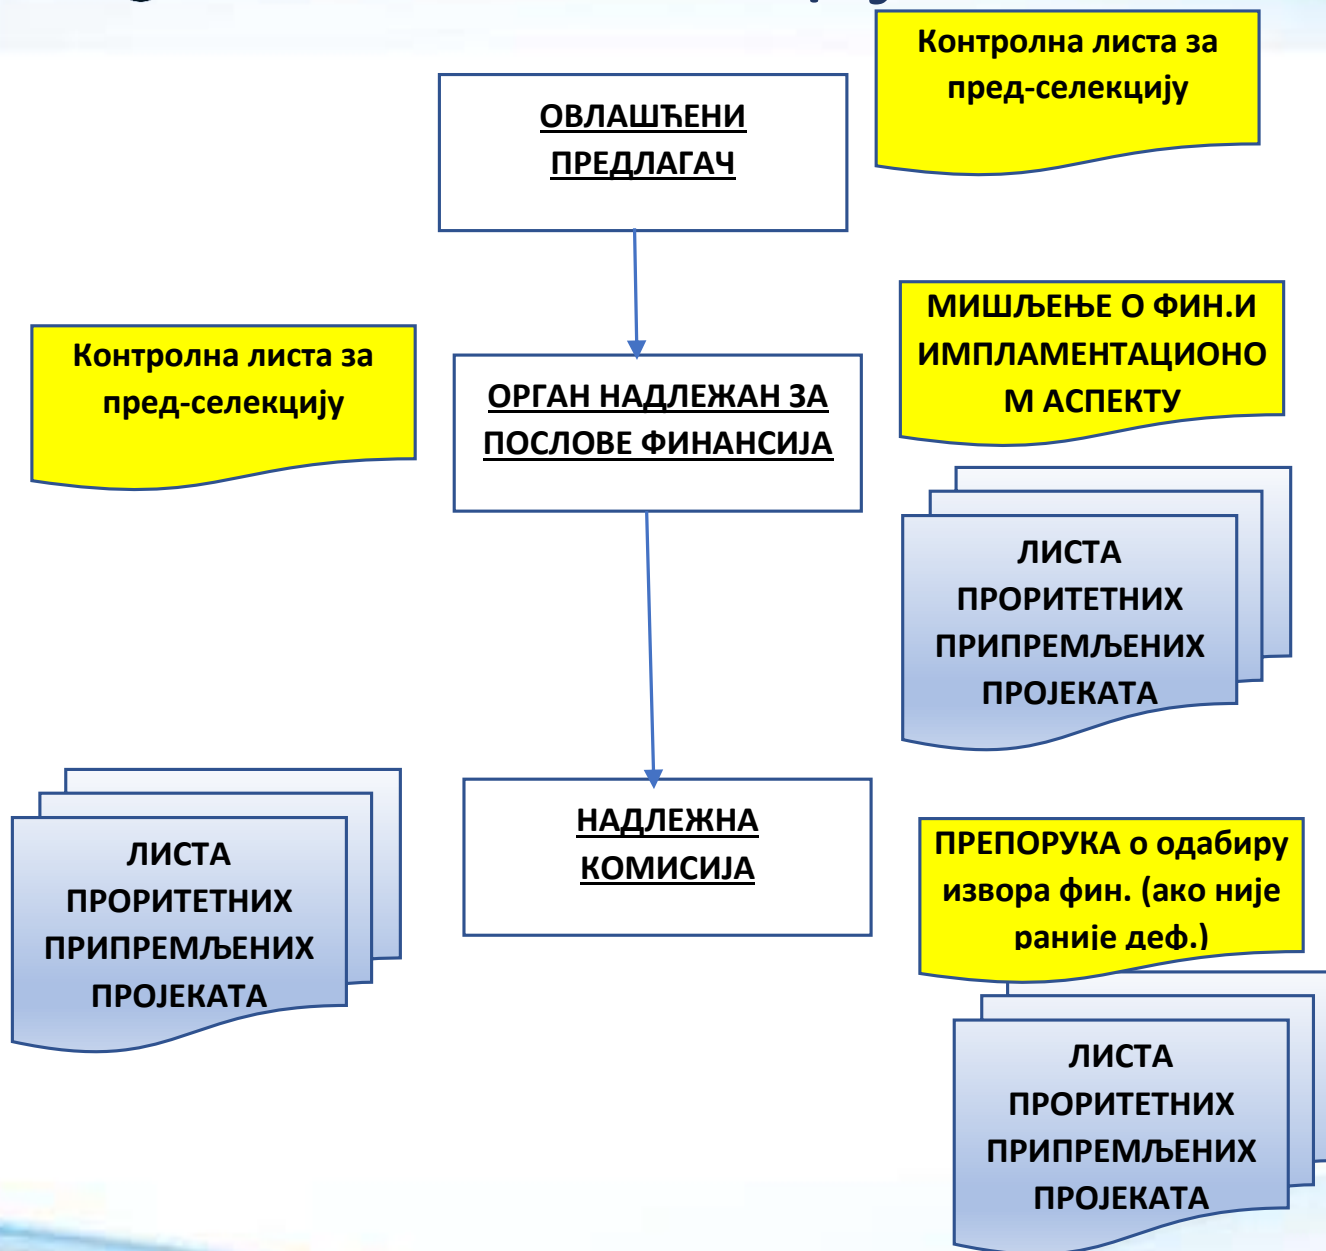 Контролна листа за
пред-селекцију
ОВЛАШЋЕНИ
ПРЕДЛАГАЧ
МИШЉЕЊЕ О ФИН.И
ИМПЛАМЕНТАЦИОНО
М АСПЕКТУ
Контролна листа за
пред-селекцију
ОРГАН НАДЛЕЖАН ЗА
ПОСЛОВЕ ФИНАНСИЈА
ЛИСТА
ПРОРИТЕТНИХ
ПРИПРЕМЉЕНИХ
ПРОЈЕКАТА
НАДЛЕЖНА
КОМИСИЈА
ЛИСТА
ПРОРИТЕТНИХ
ПРИПРЕМЉЕНИХ
ПРОЈЕКАТА
ПРЕПОРУКА о одабиру
извора фин. (ако није
раније деф.)
ЛИСТА
ПРОРИТЕТНИХ
ПРИПРЕМЉЕНИХ
ПРОЈЕКАТА